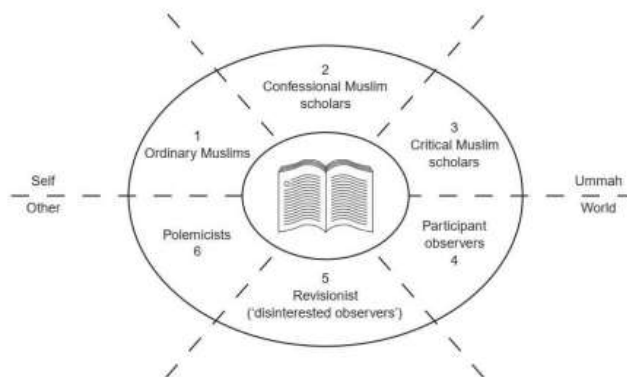 2
Confessional Muslim
scholars
1
Ordinary Muslims
3
Critical Muslim
scholars
Self
Other
Ummah
World
Polemicists
6
Participant
observers
4
5
Revisionist
('disinterested observers')